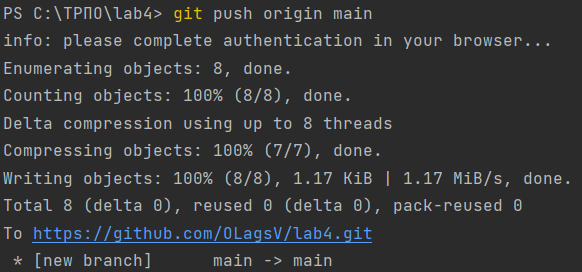 PS C:\ТРПО\lab4> git push origin main
info: please complete authentication in your browser...
Enumerating objects: 8, done.
Counting objects: 100% (8/8), done.
Delta compression using up to 8 threads
Compressing objects: 100% (7/7), done.
Writing objects: 100% (8/8), 1.17 KiB | 1.17 MiB/s, done.
Total 8 (delta 0), reused 0 (delta 0), pack-reused 0
To https://github.com/OLagsV/lab4.git
 * [new branch]      main -> main